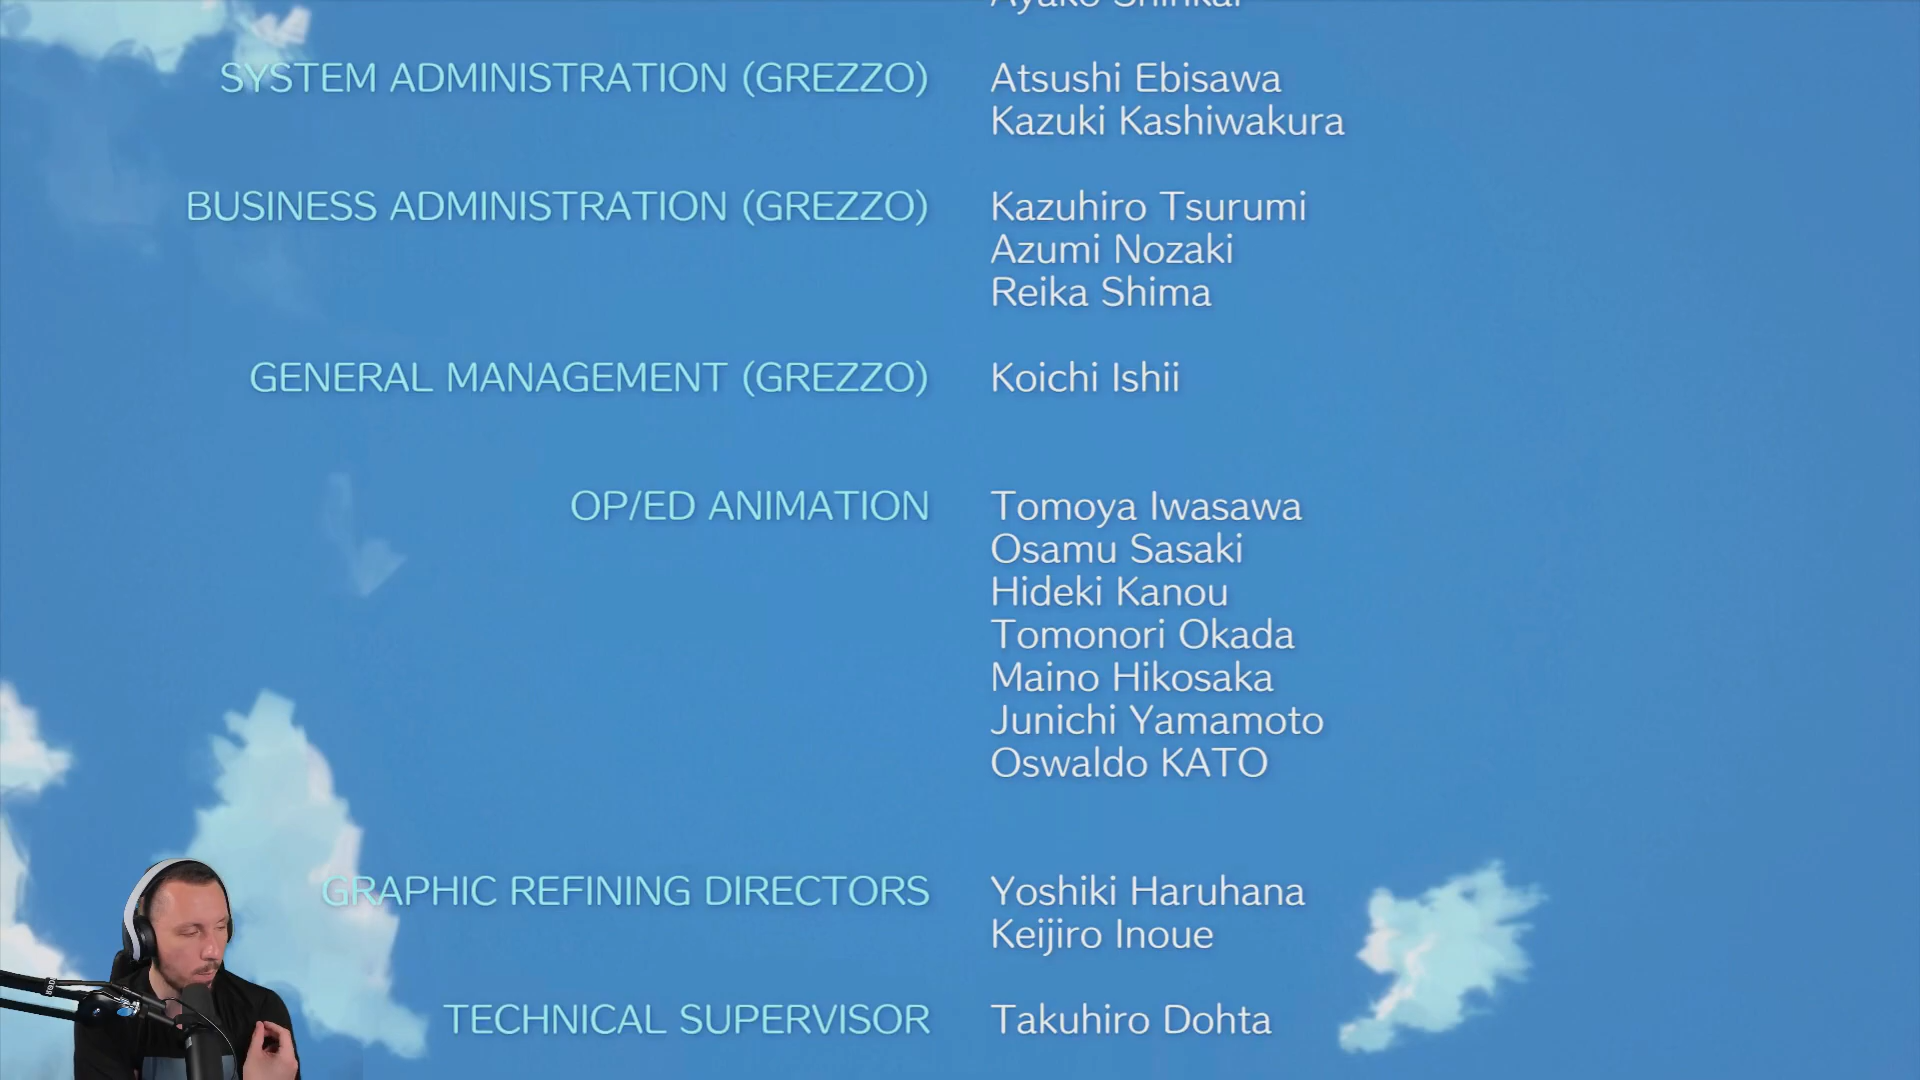 Ayako Shinkai
SYSTEM ADMINISTRATION (GREZZO) Atsushi Ebisawa
Kazuki Kashiwakura
BUSINESS ADMINISTRATION (GREZZO) Kazuhiro Tsurumi
Azumi Nozaki
Reika Shima
GENERAL MANAGEMENT (GREZZO) Koichi Ishii
OP/ED ANIMATION Tomoya Iwasawa
Osamu Sasaki
Hideki Kanou
Tomonori Okada
Maino Hikosaka
Junichi Yamamoto
Oswaldo KATO
GRAPHIC REFINING DIRECTORS Yoshiki Haruhana
Keijiro Inoue
TECHNICAL SUPERVISOR Takuhiro Dohta